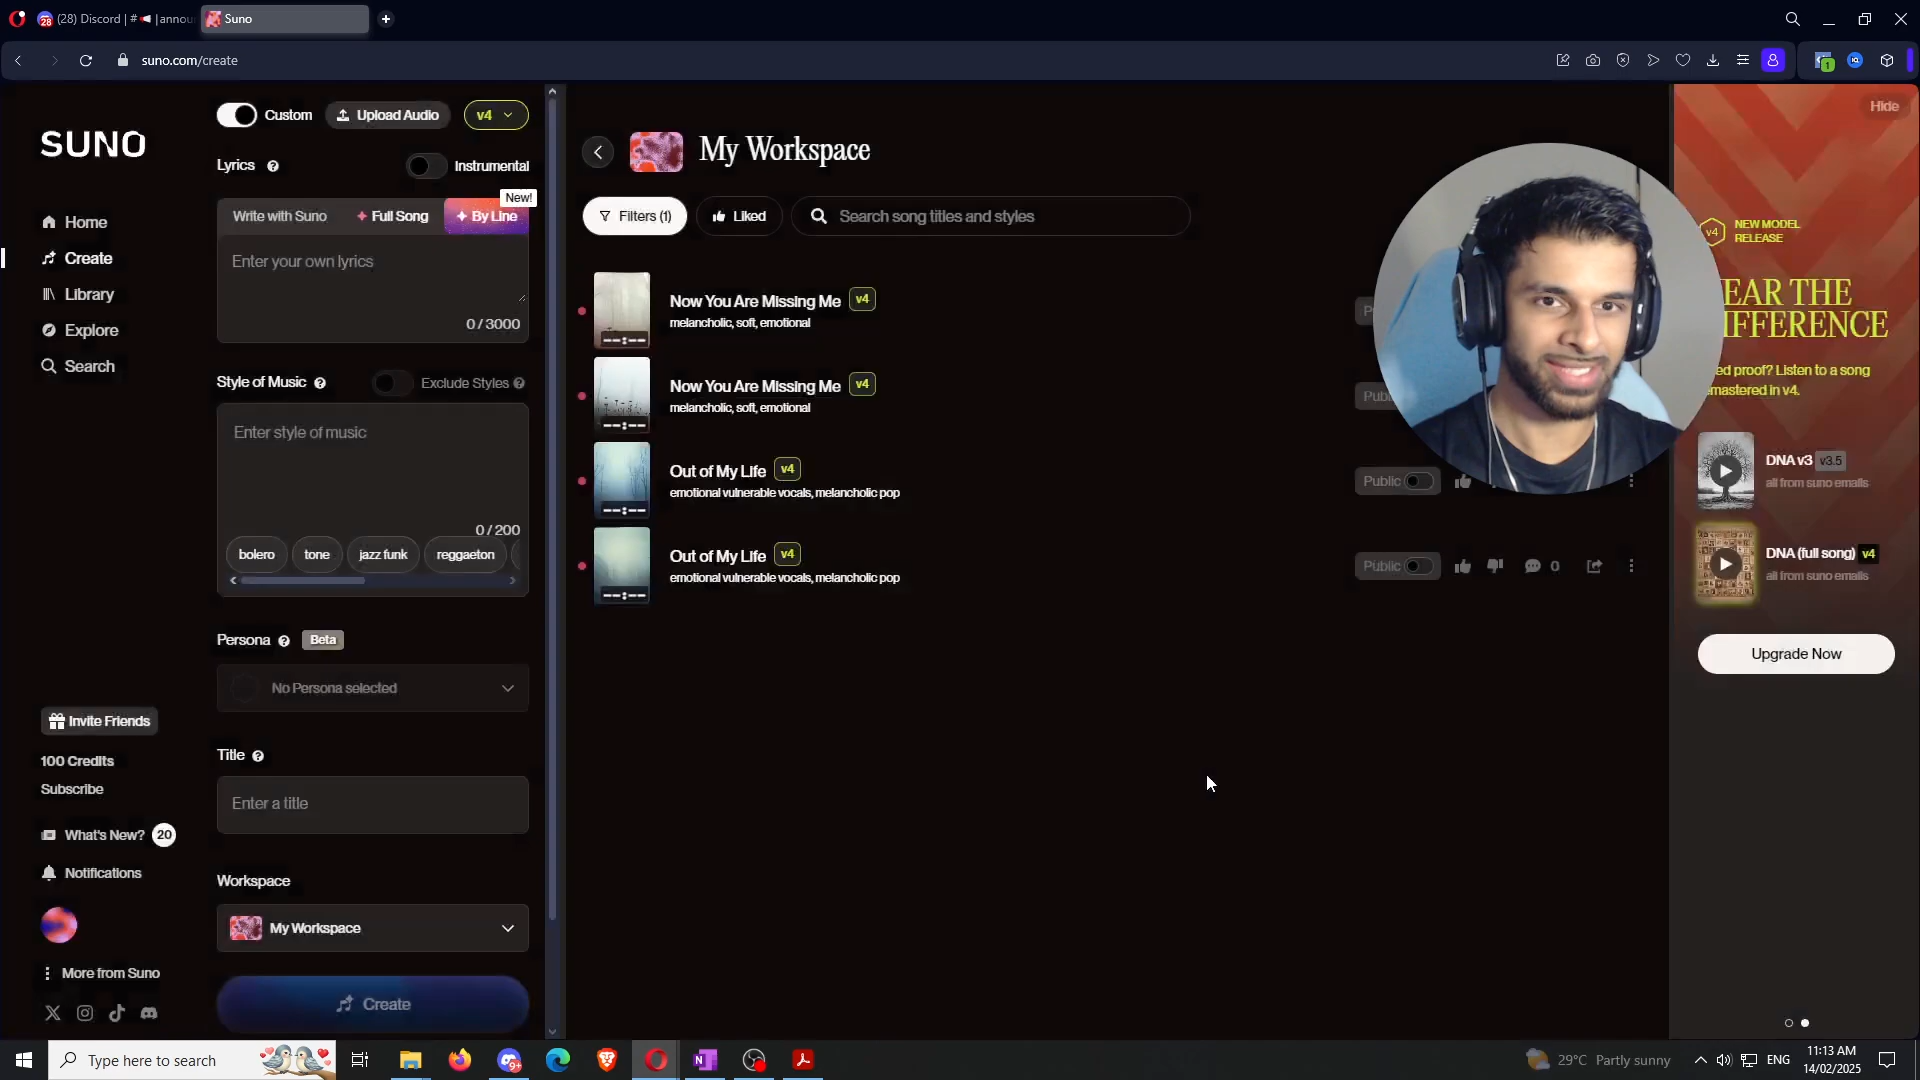 (28) Discord | #
|annou
Suno
suno.com/create
1
SUNO
Home
Create
Library
Explore
Search
Invite Friends
100 Credits
Subscribe
What's New? 20
Notifications
More from Suno
Custom
Upload Audio
v4
Lyrics
Instrumental
New!
Write with Suno
Full Song
By Line
Enter your own lyrics
0 / 3000
Style of Music
Exclude Styles
Enter style of music
0 / 200
bolero
tone
jazz funk
reggaeton
Persona
Beta
No Persona selected
Title
Enter a title
Workspace
My Workspace
Create
My Workspace
Filters (1)
Liked
Search song titles and styles
Now You Are Missing Me v4
melancholic, soft, emotional
Now You Are Missing Me v4
melancholic, soft, emotional
Publ
Out of My Life v4
emotional vulnerable vocals, melancholic pop
Public
Out of My Life v4
emotional vulnerable vocals, melancholic pop
Public
0
Hide
v4
NEW MODEL
RELEASE
EAR THE
IFFERENCE
ed proof? Listen to a song
emastered in v4.
DNA v3 v3.5
all from suno emails
DNA (full song) v4
all from suno emails
Upgrade Now
Type here to search
29°C Partly sunny
ENG
11:13 AM
14/02/2025